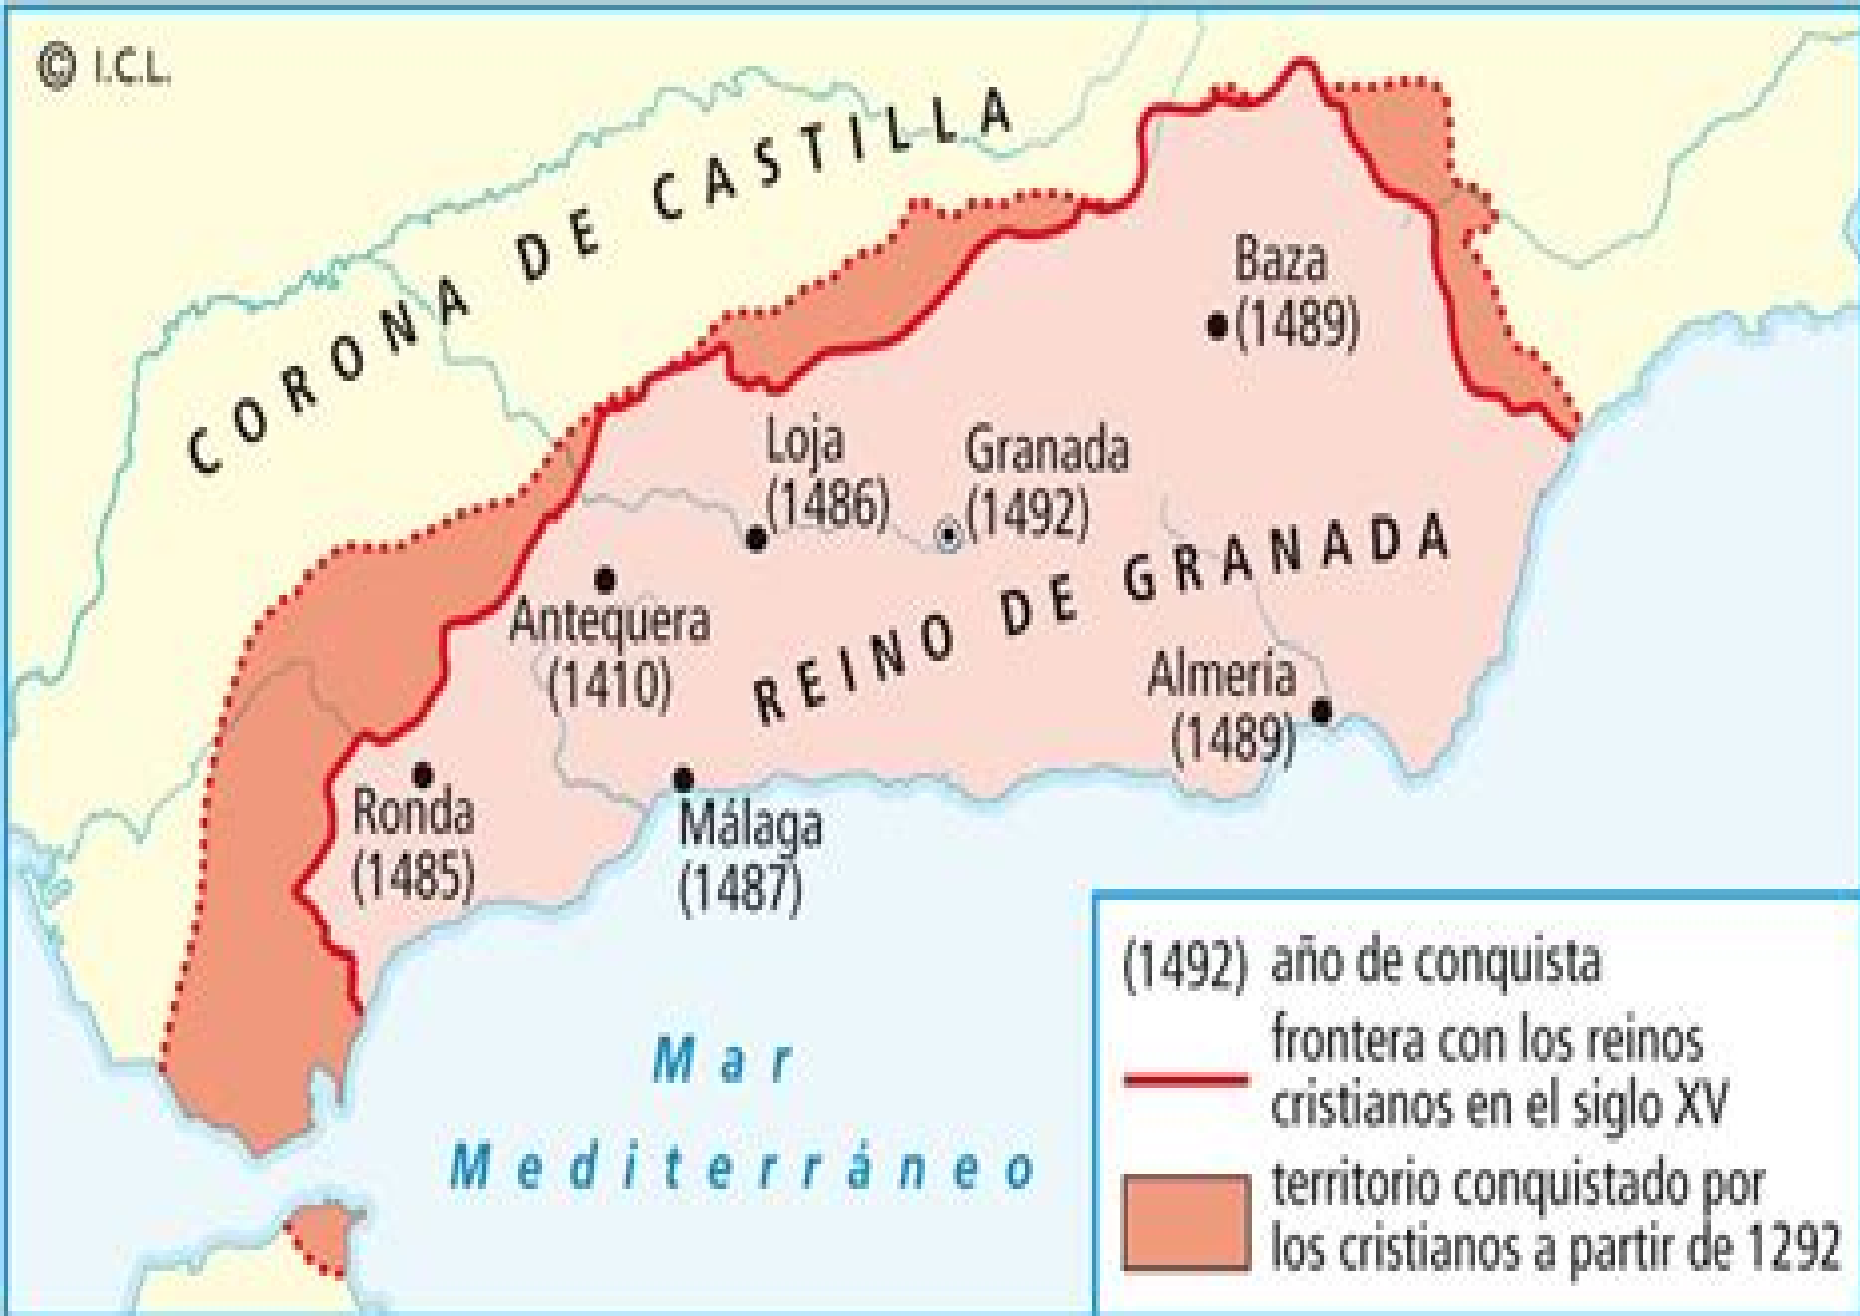 © I.C.L.
CORONA DE CASTILLA
Baza
(1489)
Loja
(1486)
Granada
(1492)
Antequera
(1410)
REINO DE GRANADA
Almería
(1489)
Ronda
(1485)
Málaga
(1487)
Mar
Mediterráneo
(1492) año de conquista
frontera con los reinos
cristianos en el siglo XV
territorio conquistado por
los cristianos a partir de 1292